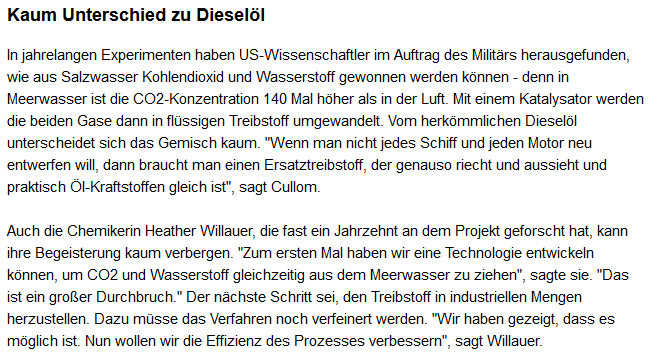 Kaum Unterschied zu Dieselöl
In jahrelangen Experimenten haben US-Wissenschaftler im Auftrag des Militärs herausgefunden,
wie aus Salzwasser Kohlendioxid und Wasserstoff gewonnen werden können - denn in
Meerwasser ist die CO2-Konzentration 140 Mal höher als in der Luft. Mit einem Katalysator werden
die beiden Gase dann in flüssigen Treibstoff umgewandelt. Vom herkömmlichen Dieselöl
unterscheidet sich das Gemisch kaum. "Wenn man nicht jedes Schiff und jeden Motor neu
entwerfen will, dann braucht man einen Ersatztreibstoff, der genauso riecht und aussieht und
praktisch Öl-Kraftstoffen gleich ist", sagt Cullom.
Auch die Chemikerin Heather Willauer, die fast ein Jahrzehnt an dem Projekt geforscht hat, kann
ihre Begeisterung kaum verbergen. "Zum ersten Mal haben wir eine Technologie entwickeln
können, um CO2 und Wasserstoff gleichzeitig aus dem Meerwasser zu ziehen", sagte sie. "Das
ist ein großer Durchbruch." Der nächste Schritt sei, den Treibstoff in industriellen Mengen
herzustellen. Dazu müsse das Verfahren noch verfeinert werden. "Wir haben gezeigt, dass es
möglich ist. Nun wollen wir die Effizienz des Prozesses verbessern", sagt Willauer.